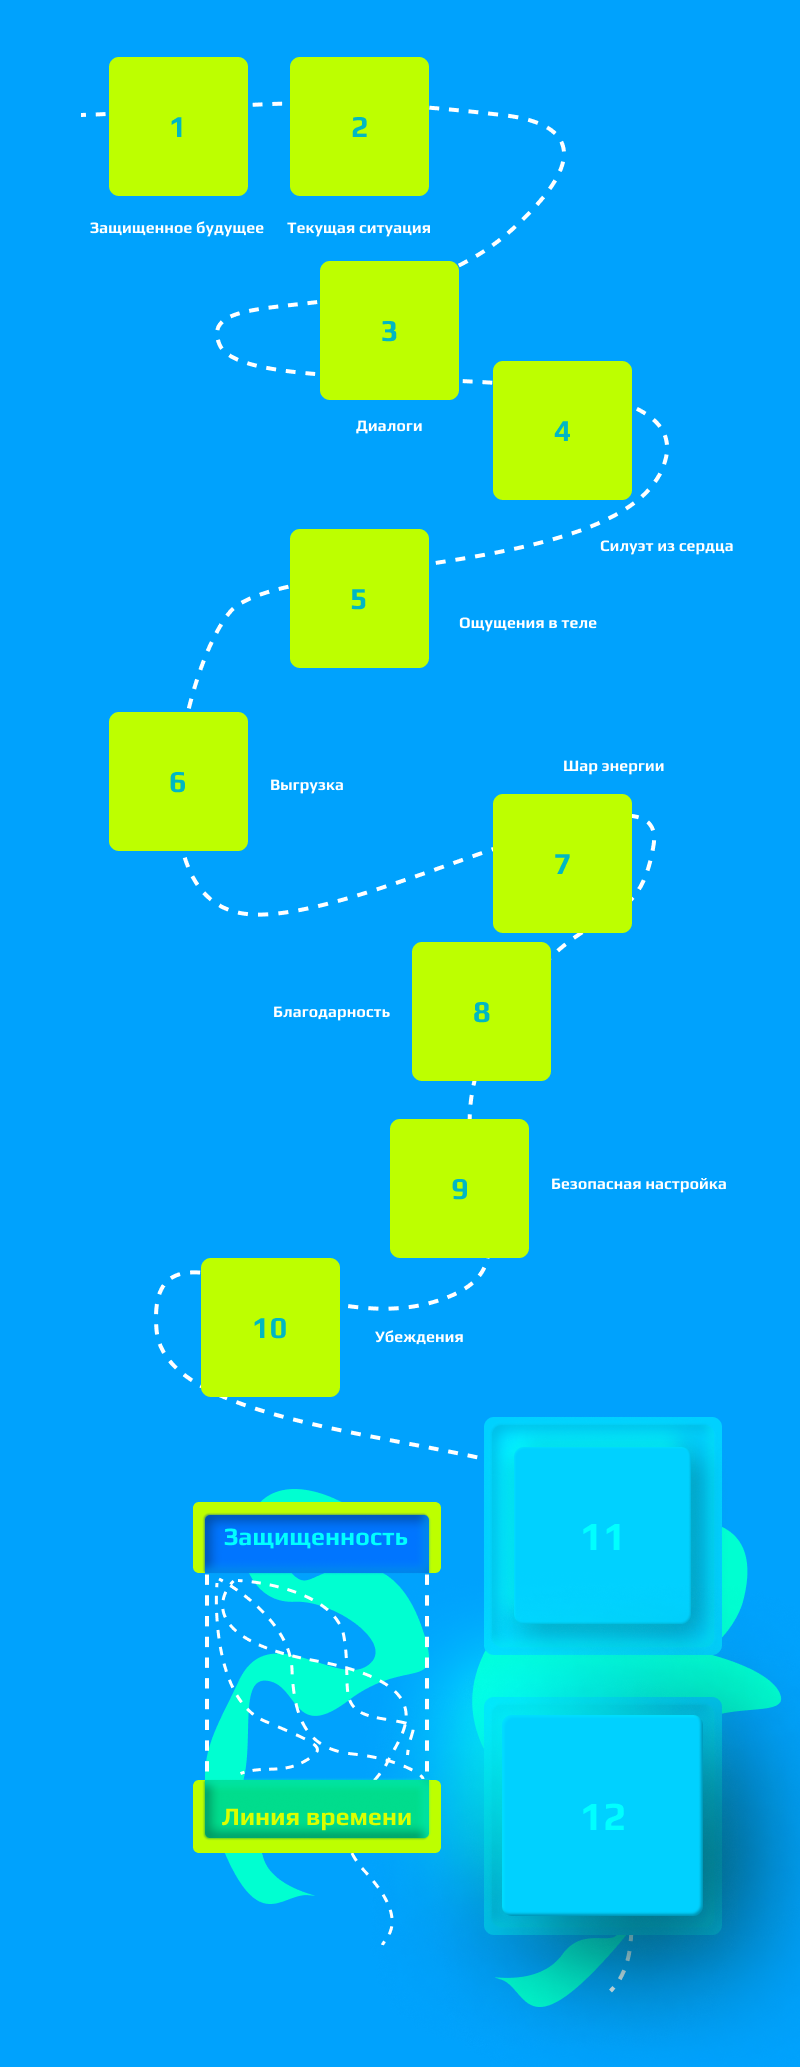 1
2
Защищенное будущее
Текущая ситуация
3
Диалоги
4
Силуэт из сердца
5
Ощущения в теле
6
Выгрузка
Шар энергии
7
Благодарность
8
9
Безопасная настройка
10
Убеждения
11
Защищенность
12
Линия времени